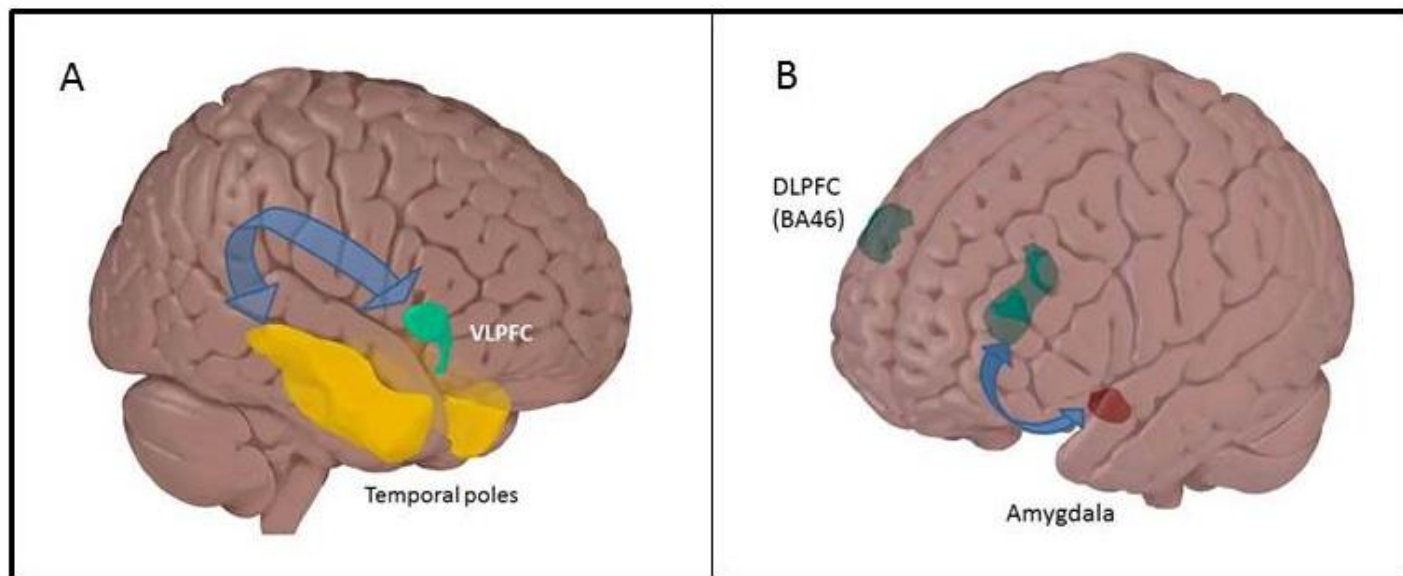 A
VLPFC
Temporal poles
B
DLPFC
(BA46)
Amygdala